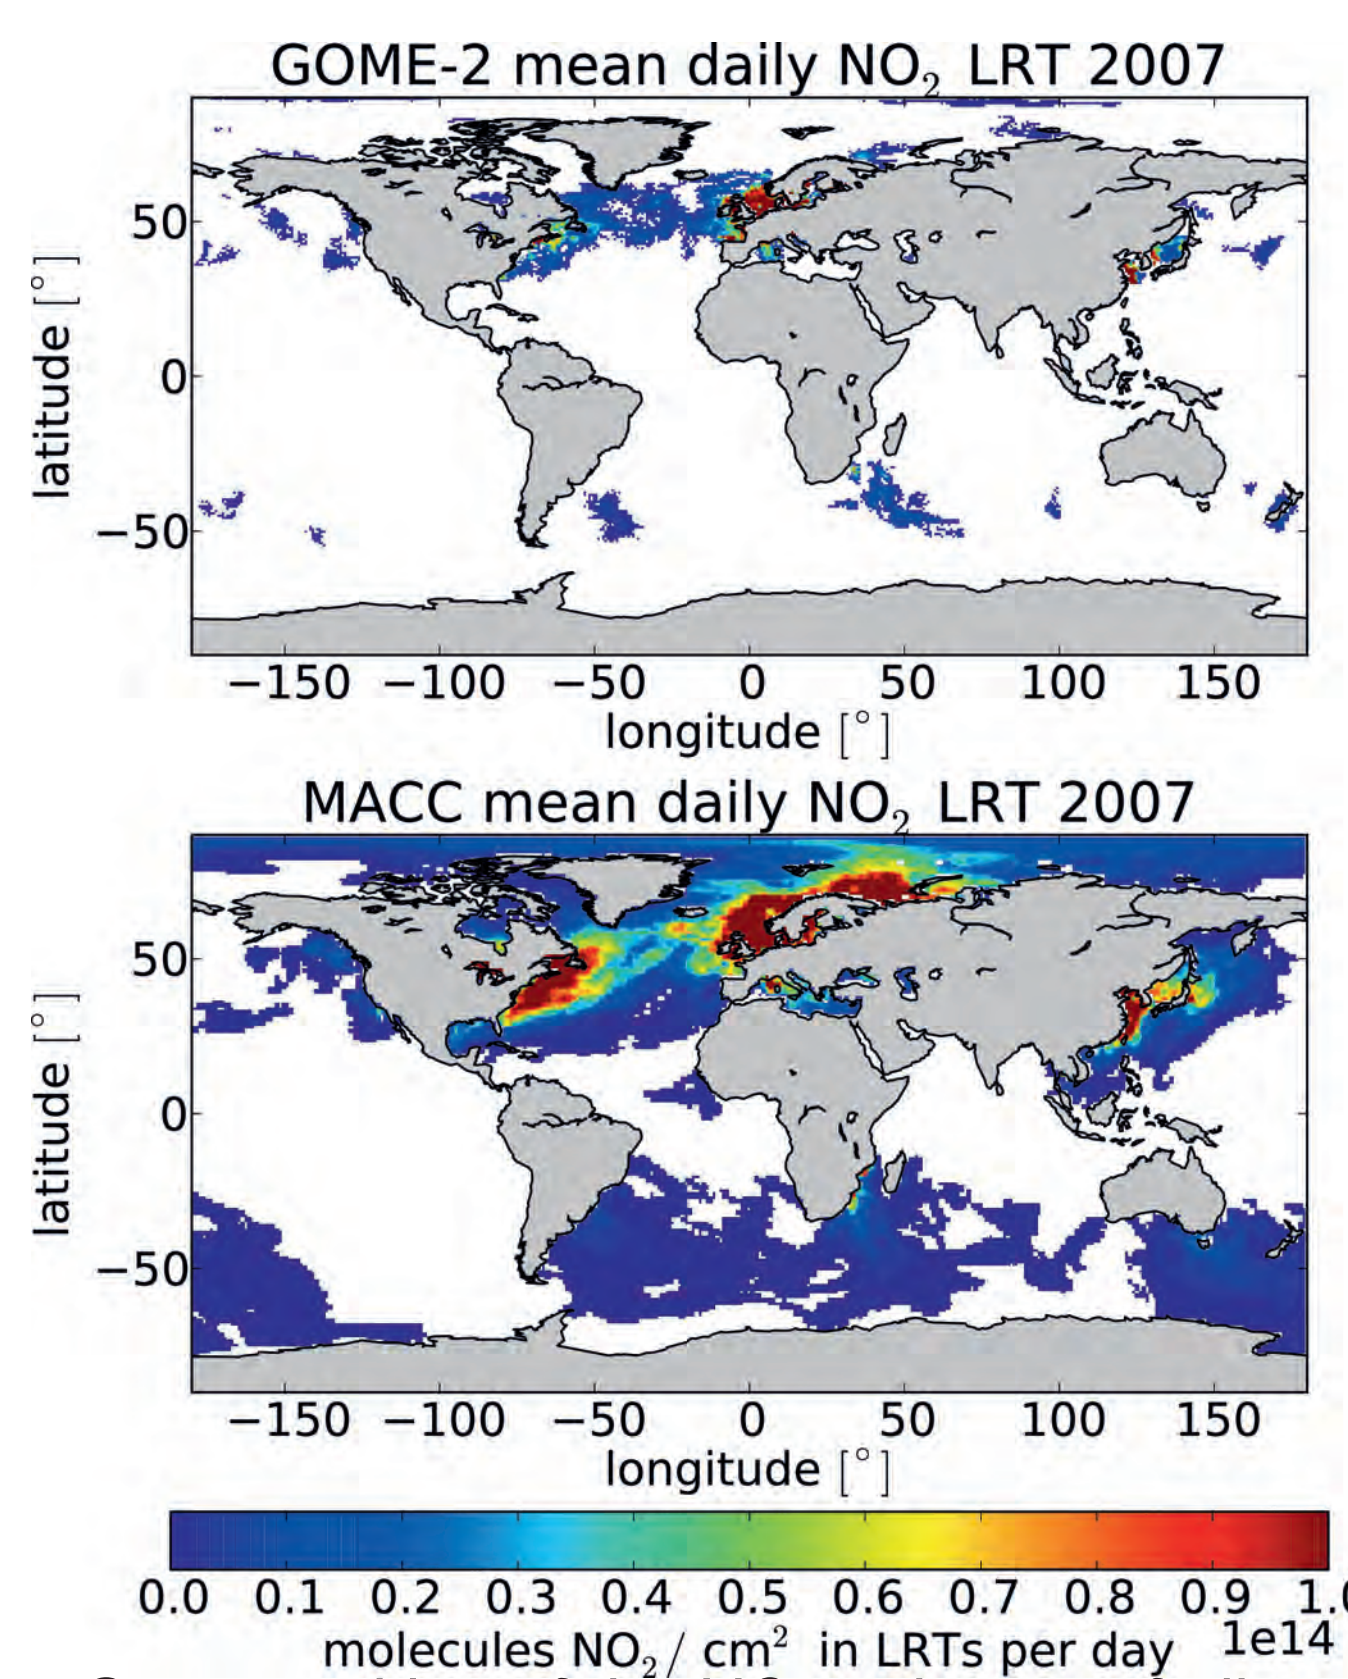 GOME-2 mean daily NO₂ LRT 2007
latitude [°]
50
0
−50
−150 −100 −50 0 50 100 150
longitude [°]
MACC mean daily NO₂ LRT 2007
latitude [°]
50
0
−50
−150 −100 −50 0 50 100 150
longitude [°]
0.0 0.1 0.2 0.3 0.4 0.5 0.6 0.7 0.8 0.9 1.0
1e14
molecules NO₂/ cm² in LRTs per day